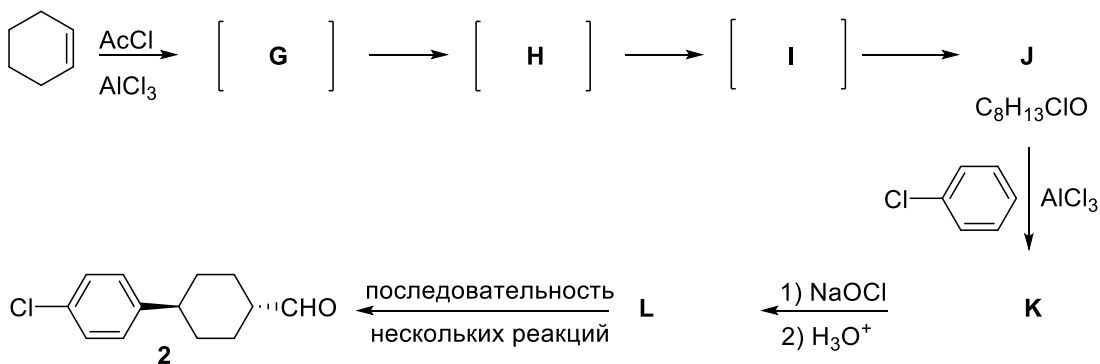 AcCl
AlCl3
G
H
I
J
C8H13ClO
Cl
AlCl3
K
1) NaOCl
2) H3O+
L
последовательность
нескольких реакций
Cl
CHO
2